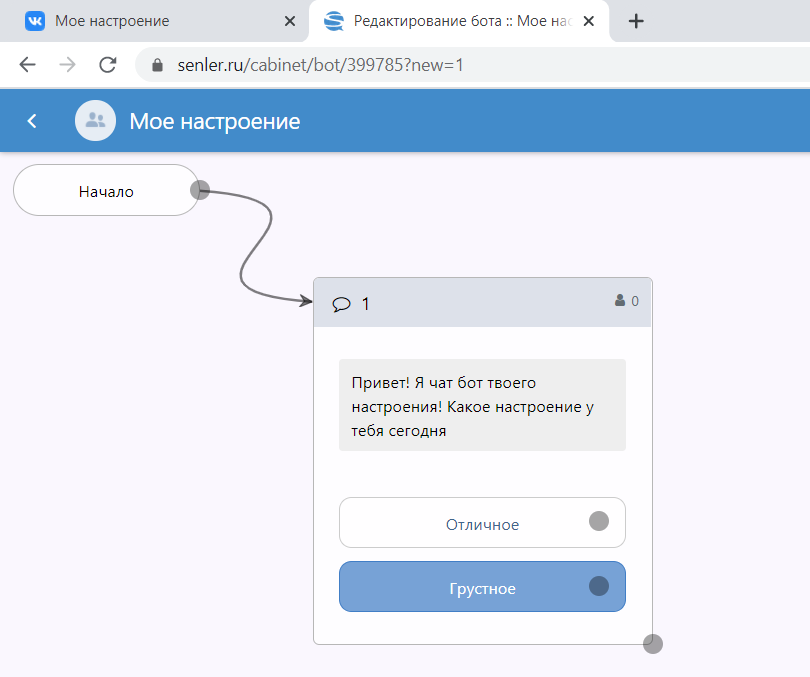 Мое настроение
Редактирование бота :: Мое нас
senler.ru/cabinet/bot/399785?new=1
Мое настроение
Начало
1
0
Привет! Я чат бот твоего
настроения! Какое настроение у
тебя сегодня
Отличное
Грустное